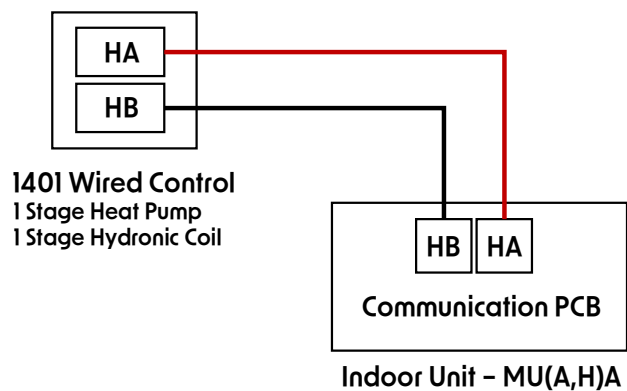 HA
HB
1401 Wired Control
1 Stage Heat Pump
1 Stage Hydronic Coil
HB HA
Communication PCB
Indoor Unit – MU(A,H)A